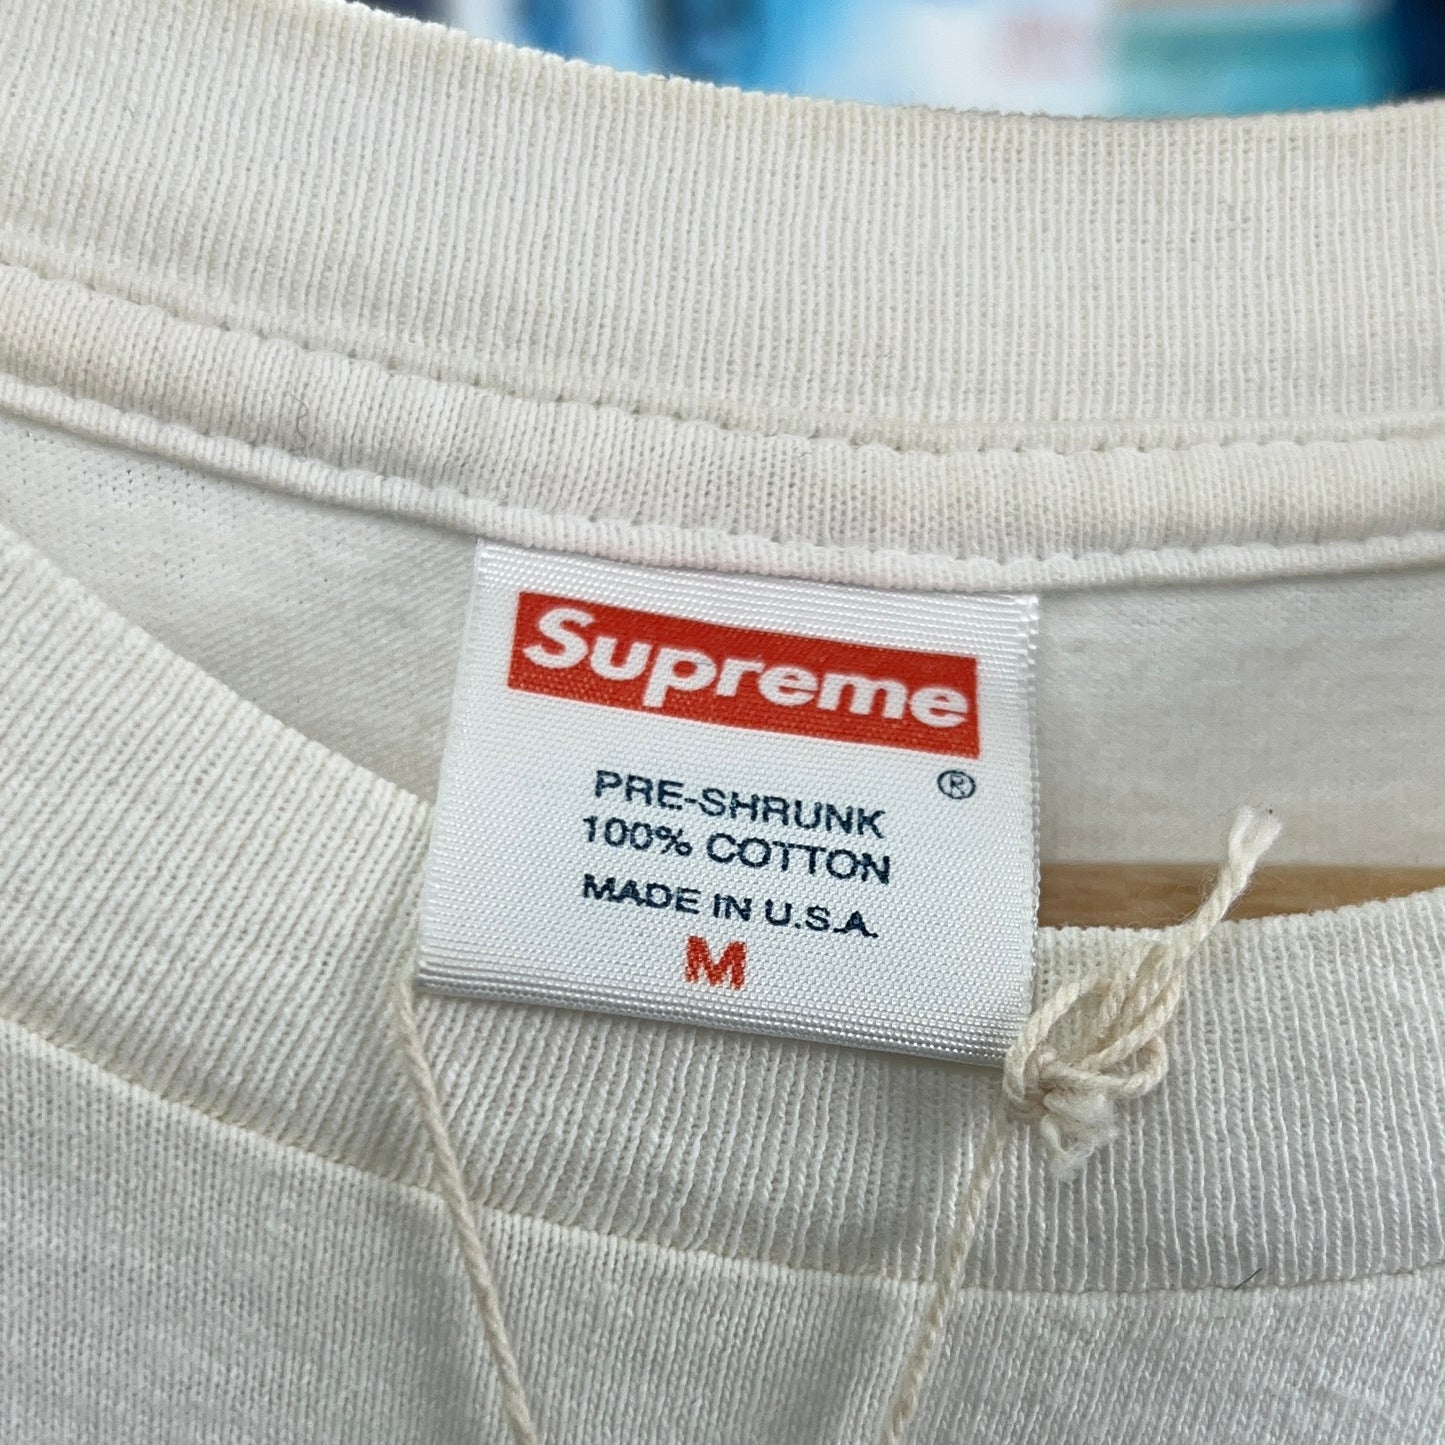 Supreme
®
PRE-SHRUNK
100% COTTON
MADE IN U.S.A.
M